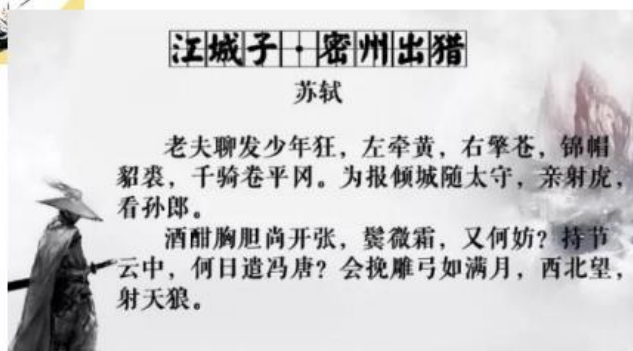 江城子·密州出猎
苏轼
老夫聊发少年狂，左牵黄，右擎苍，锦帽
貂裘，千骑卷平冈。为报倾城随太守，亲射虎，
看孙郎。
酒酣胸胆尚开张，鬓微霜，又何妨？持节
云中，何日遣冯唐？会挽雕弓如满月，西北望，
射天狼。